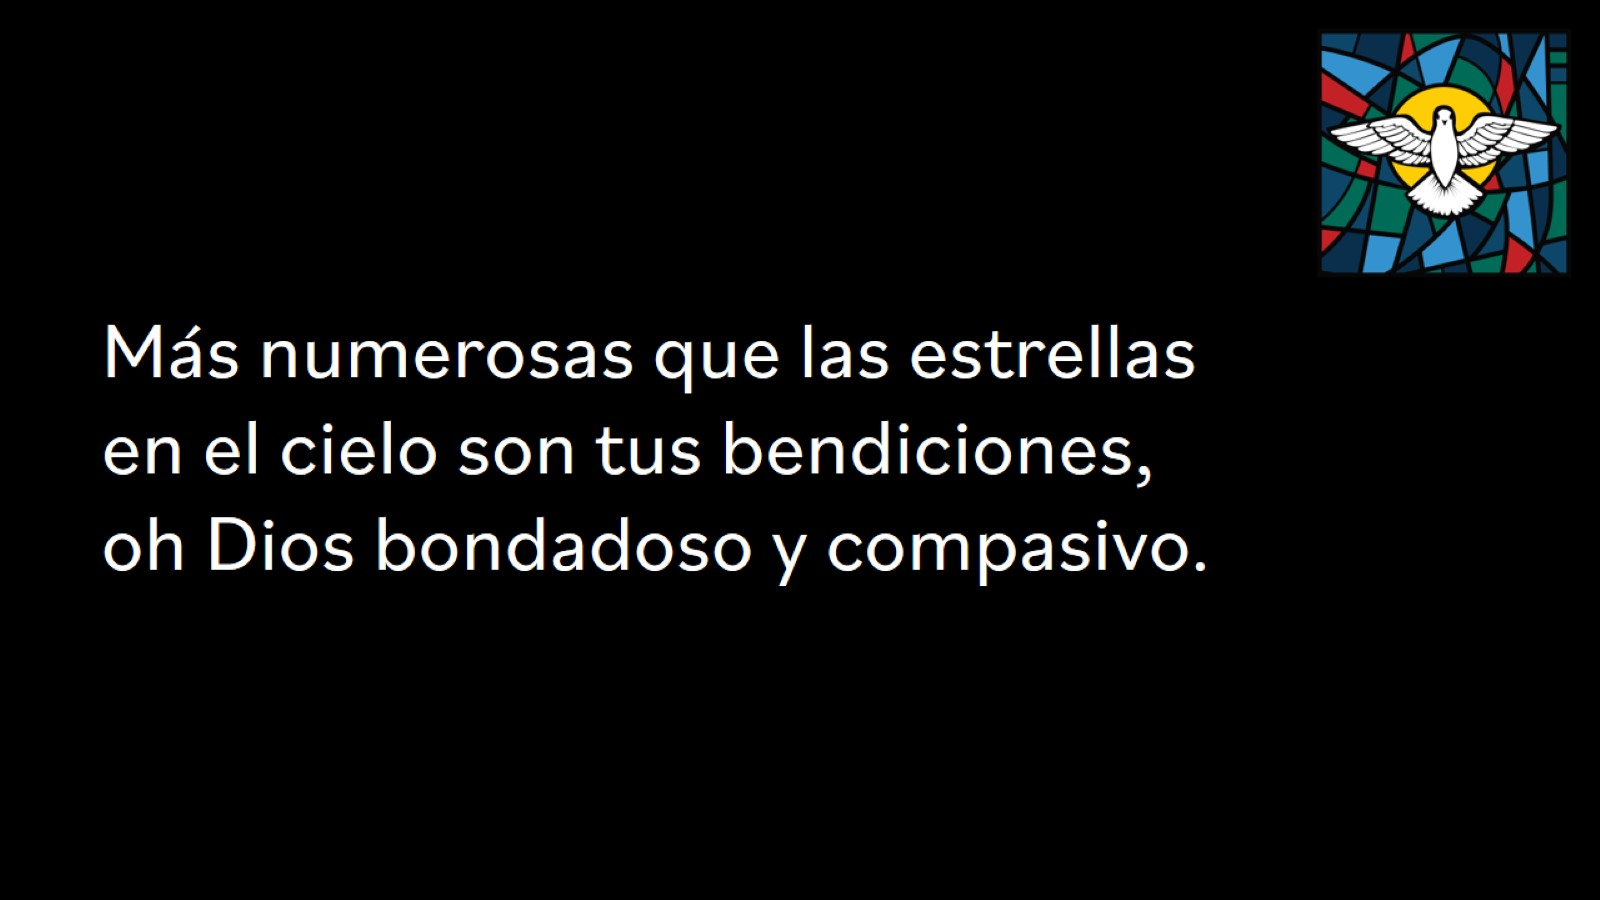 Más numerosas que las estrellas
en el cielo son tus bendiciones,
oh Dios bondadoso y compasivo.